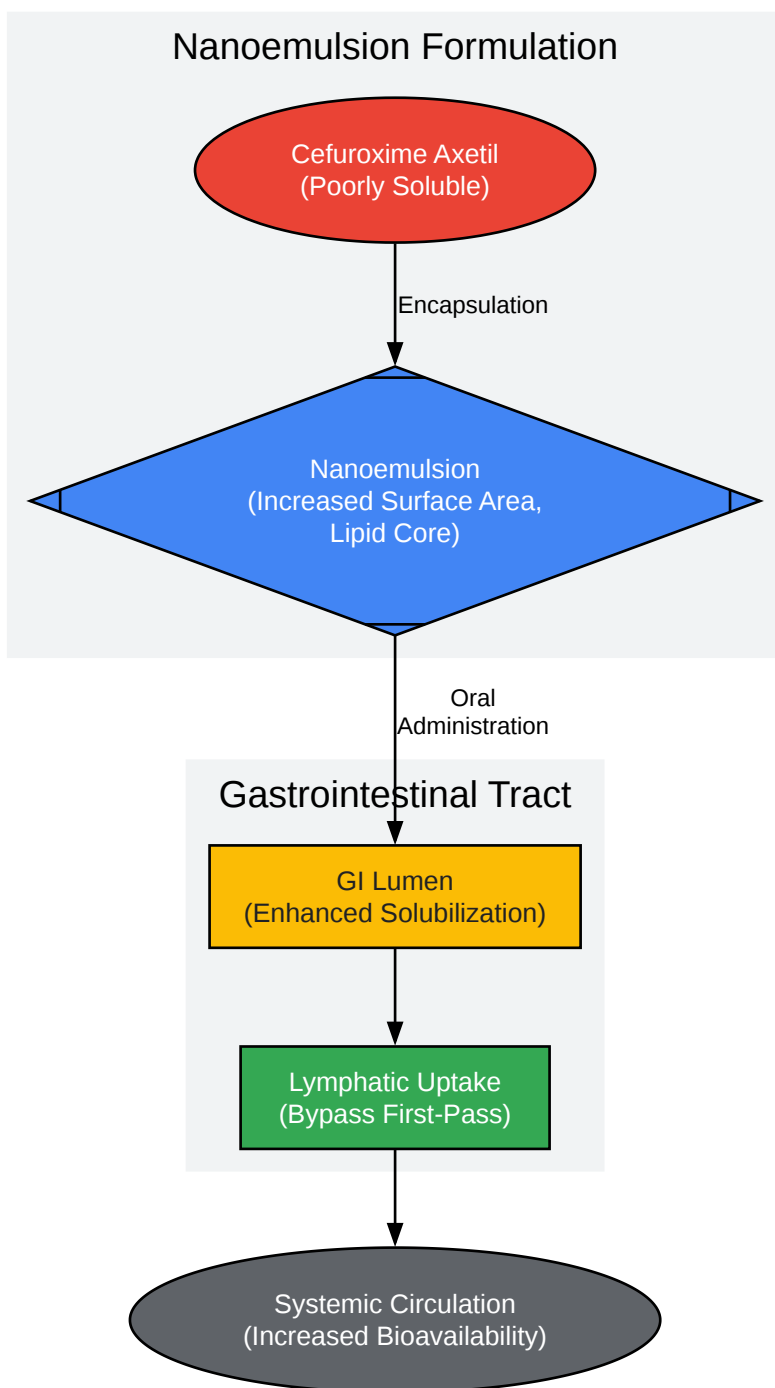 Nanoemulsion Formulation
Cefuroxime Axetil
(Poorly Soluble)
Encapsulation
Nanoemulsion
(Increased Surface Area,
Lipid Core)
Oral
Administration
Gastrointestinal Tract
GI Lumen
(Enhanced Solubilization)
Lymphatic Uptake
(Bypass First-Pass)
Systemic Circulation
(Increased Bioavailability)